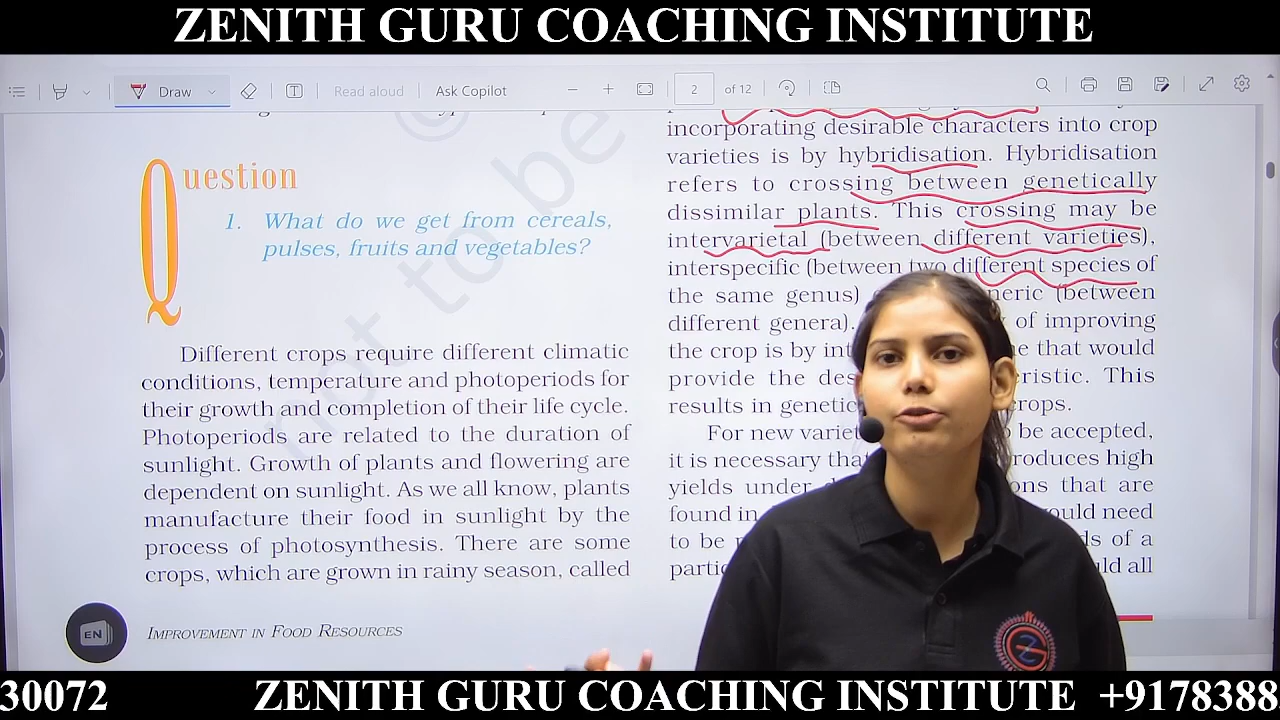 ZENITH GURU COACHING INSTITUTE
Draw
Read aloud
Ask Copilot
2
of 12
not to be
Question
1. What do we get from cereals,
pulses, fruits and vegetables?
Different crops require different climatic
conditions, temperature and photoperiods for
their growth and completion of their life cycle.
Photoperiods are related to the duration of
sunlight. Growth of plants and flowering are
dependent on sunlight. As we all know, plants
manufacture their food in sunlight by the
process of photosynthesis. There are some
crops, which are grown in rainy season, called
EN
IMPROVEMENT IN FOOD RESOURCES
incorporating desirable characters into crop
varieties is by hybridisation. Hybridisation
refers to crossing between genetically
dissimilar plants. This crossing may be
intervarietal (between different varieties),
interspecific (between two different species of
the same genus) (between
different genera). of improving
the crop is by that would
provide the This
results in crops.
For new be accepted,
it is necessary high
yields under that are
found in need
to be of a
all
30072 ZENITH GURU COACHING INSTITUTE +9178388